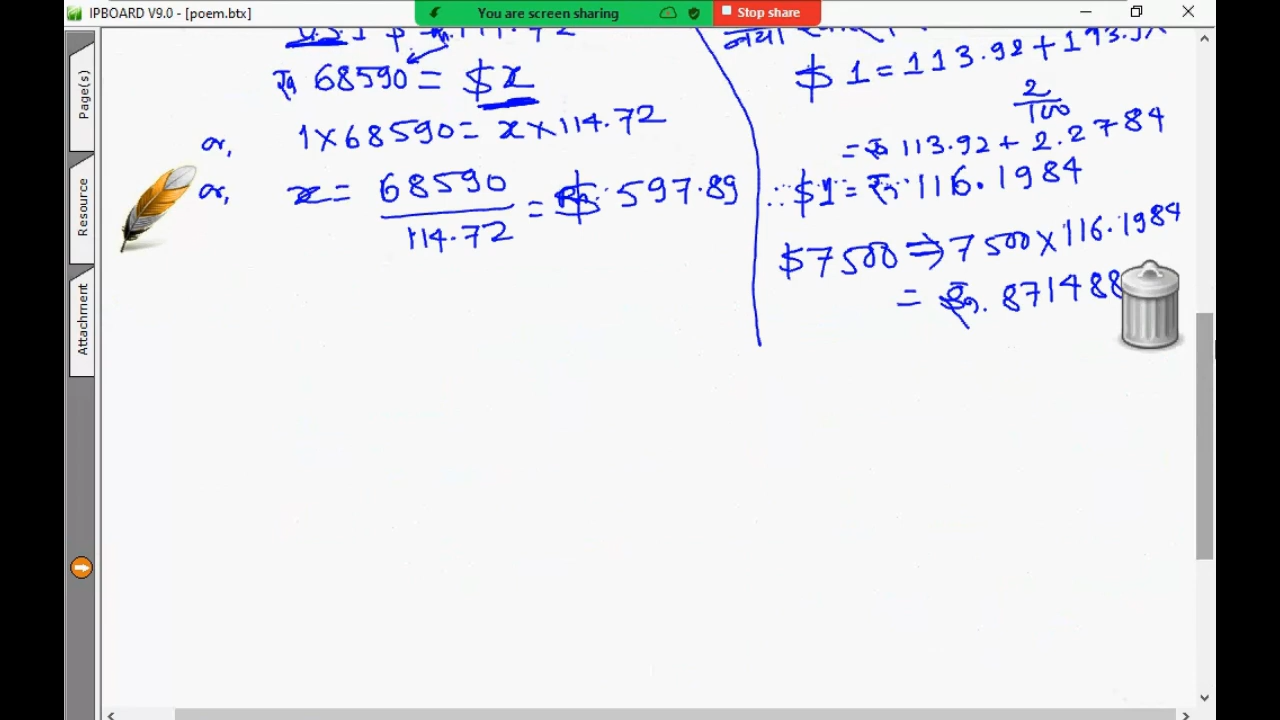 IPBOARD V9.0 - [poem.btx]
You are screen sharing
Stop share
Page(s)
Resource
Attachment
रु 68590 = $ x
or, 1 × 68590 = x × 114.72
or, x = 68590 / 114.72 = $ 597.89
$ 1 = 113.92 + 113.92
2/100
= रु 113.92 + 2.2784
∴ $1 = रु 116.1984
$7500 ⇒ 7500 × 116.1984
= रु. 871488